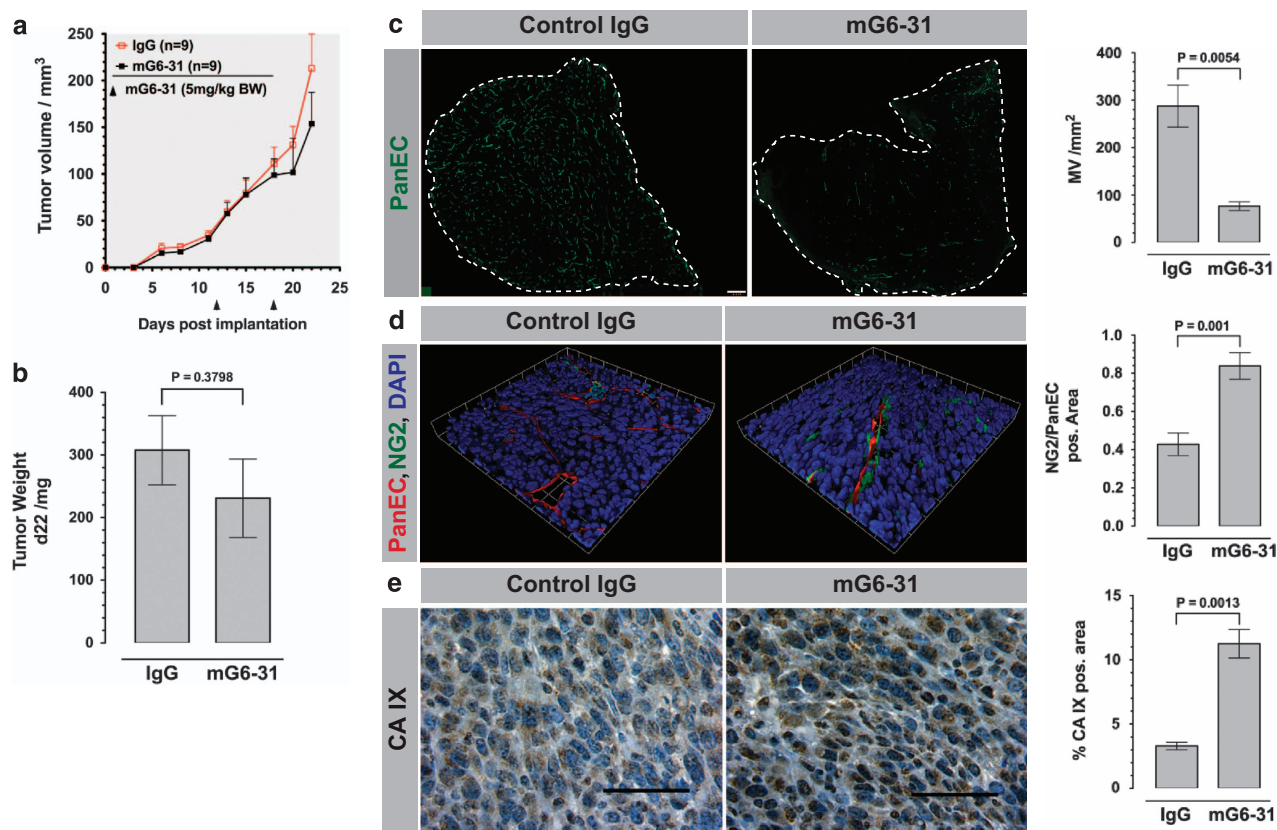 a
250
200
150
100
50
0
Tumor volume / mm³
IgG (n=9)
mG6-31 (n=9)
mG6-31 (5mg/kg BW)
0 5 10 15 20 25
Days post implantation
b
P = 0.3798
400
300
200
300
0
Tumor Weight
d22 /mg
IgG mG6-31
c
Control IgG mG6-31
PanEC
400
300
200
100
0
MV /mm²
P = 0.0054
IgG mG6-31
d
Control IgG mG6-31
PanEC, NG2, DAPI
1.0
0.8
0.6
0.4
0.2
0.0
NG2/PanEC
pos. Area
P = 0.001
IgG mG6-31
e
Control IgG mG6-31
CA IX
15
10
5
0
% CA IX pos. area
P = 0.0013
IgG mG6-31